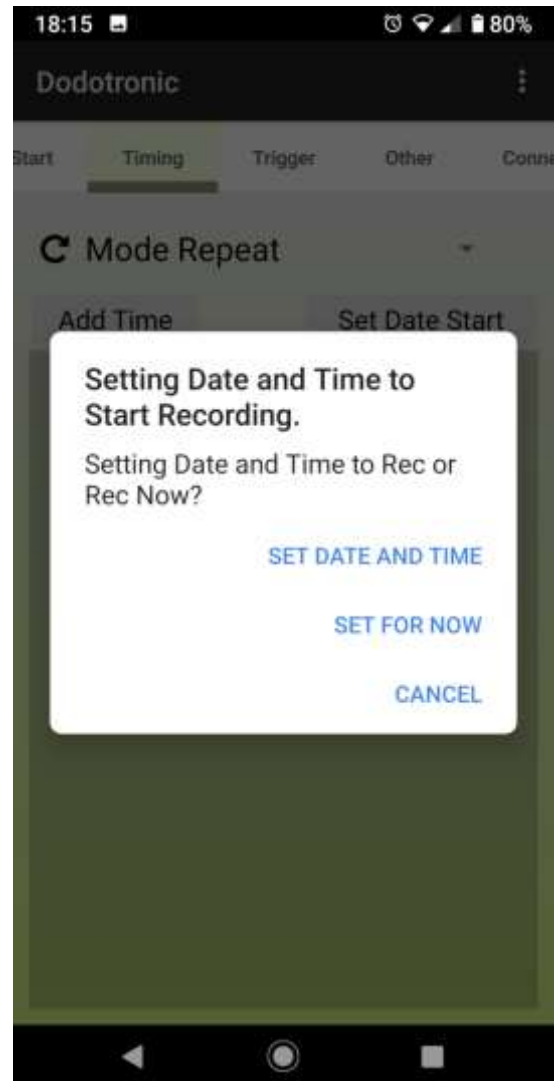 18:15 80%
Dodotronic
Start Timing Trigger Other Conne
Mode Repeat
Add Time Set Date Start
Setting Date and Time to
Start Recording.
Setting Date and Time to Rec or
Rec Now?
SET DATE AND TIME
SET FOR NOW
CANCEL